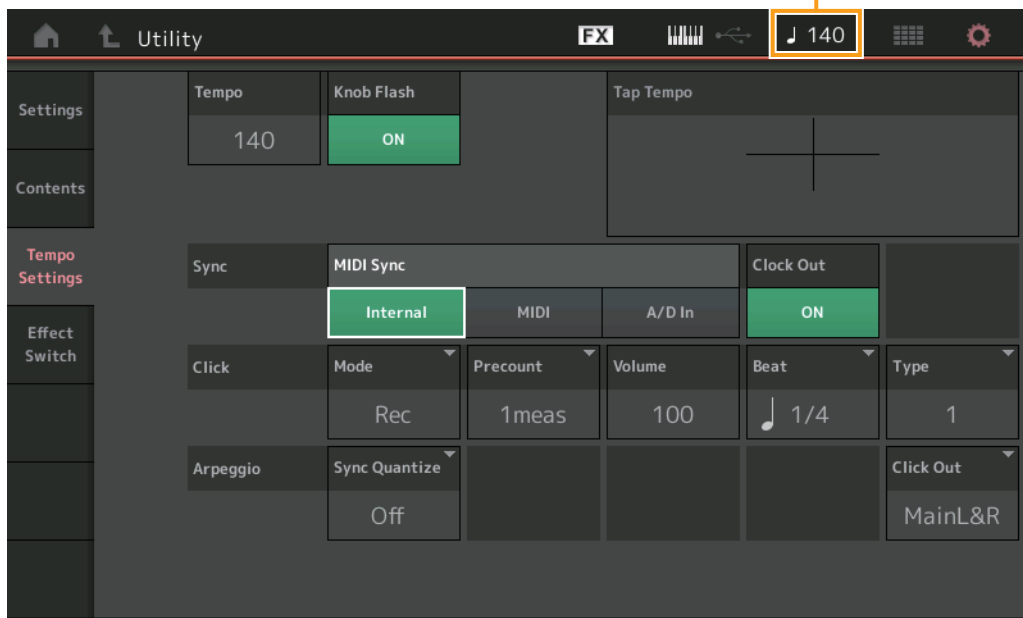 Utility
FX
♩ 140
Settings
Contents
Tempo
Settings
Effect
Switch
Tempo
140
Knob Flash
ON
Tap Tempo
Sync
MIDI Sync
Internal
MIDI
A/D In
Clock Out
ON
Click
Mode
Rec
Precount
1meas
Volume
100
Beat
♩ 1/4
Type
1
Arpeggio
Sync Quantize
Off
Click Out
MainL&R